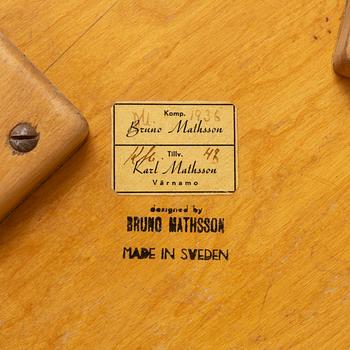 Komp. 1936
Bruno Mathsson
Tillv. 48
Karl Mathsson
Värnamo
designed by
BRUNO MATHSSON
MADE IN SWEDEN